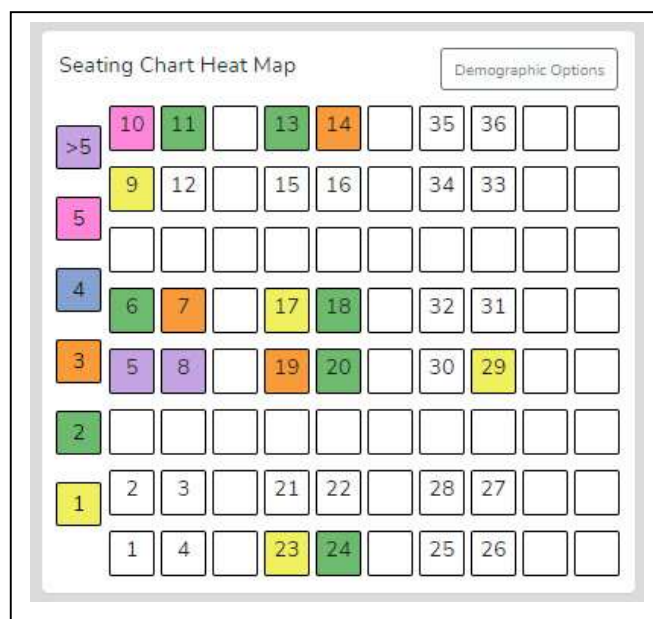 Seating Chart Heat Map
Demographic Options
>5
10 11 13 14 35 36
9 12 15 16 34 33
5
4
6 7 17 18 32 31
3
5 8 19 20 30 29
2
1
2 3 21 22 28 27
1 4 23 24 25 26